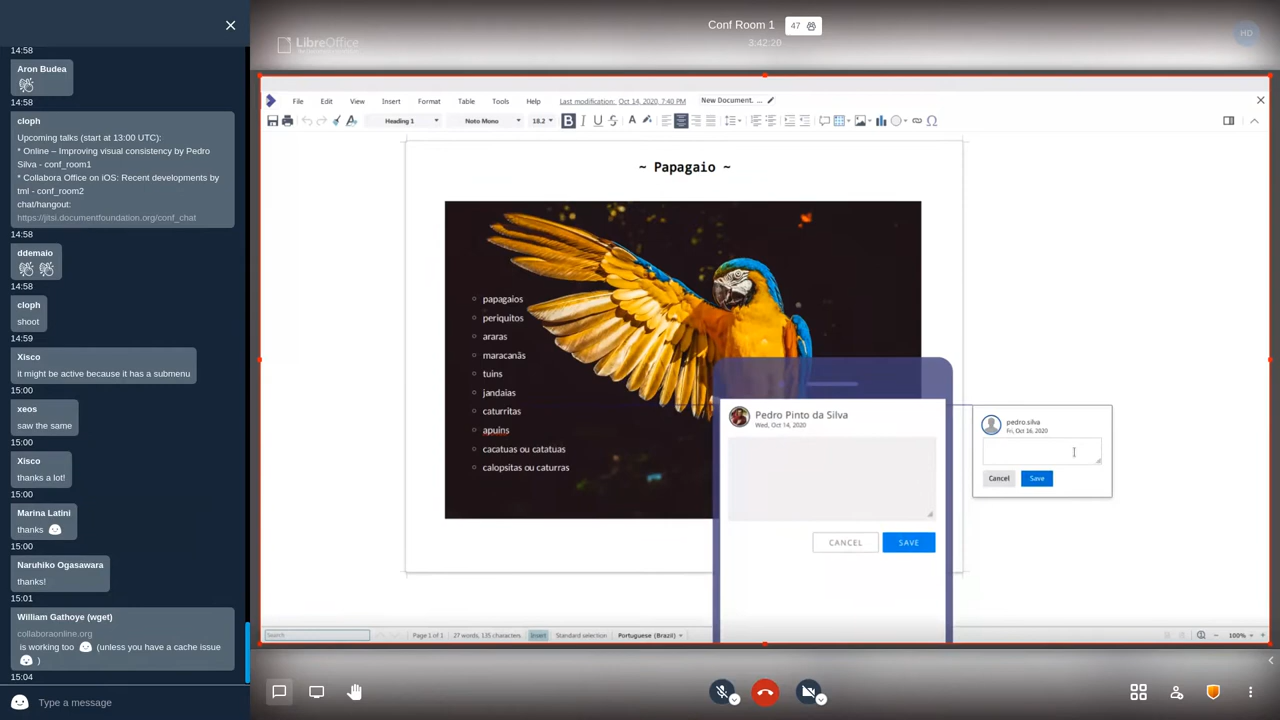 14:58
Aron Budea
14:58
cloph
Upcoming talks (start at 13:00 UTC):
* Online – Improving visual consistency by Pedro
Silva - conf_room1
* Collabora Office on iOS: Recent developments by
tml - conf_room2
chat/hangout:
https://jitsi.documentfoundation.org/conf_chat
14:58
ddemaio
14:58
cloph
shoot
14:59
Xisco
it might be active because it has a submenu
15:00
xeos
saw the same
15:00
Xisco
thanks a lot!
15:00
Marina Latini
thanks
15:00
Naruhiko Ogasawara
thanks!
15:01
William Gathoye (wget)
collaboraonline.org
is working too (unless you have a cache issue
)
15:04
Type a message
Conf Room 1
47
3:42:20
HD
LibreOffice
File Edit View Insert Format Table Tools Help Last modification: Oct 14, 2020, 7:40 PM New Document. ...
Heading 1 Noto Mono 18.2 B I U S A
~ Papagaio ~
papagaios
periquitos
araras
maracanãs
tuins
jandaias
caturritas
apuins
cacatuas ou catatuas
calopsitas ou caturras
Pedro Pinto da Silva
Wed, Oct 14, 2020
CANCEL SAVE
pedro.silva
Fri, Oct 16, 2020
Cancel Save
Search Page 1 of 1 27 words, 135 characters Insert Standard selection Portuguese (Brazil) 100%